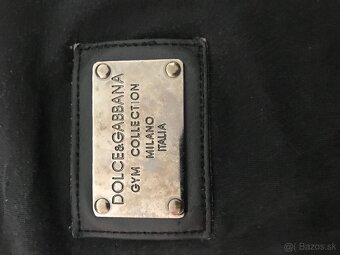 DOLCE&GABBANA
GYM COLLECTION
MILANO
ITALIA
Bazos.sk